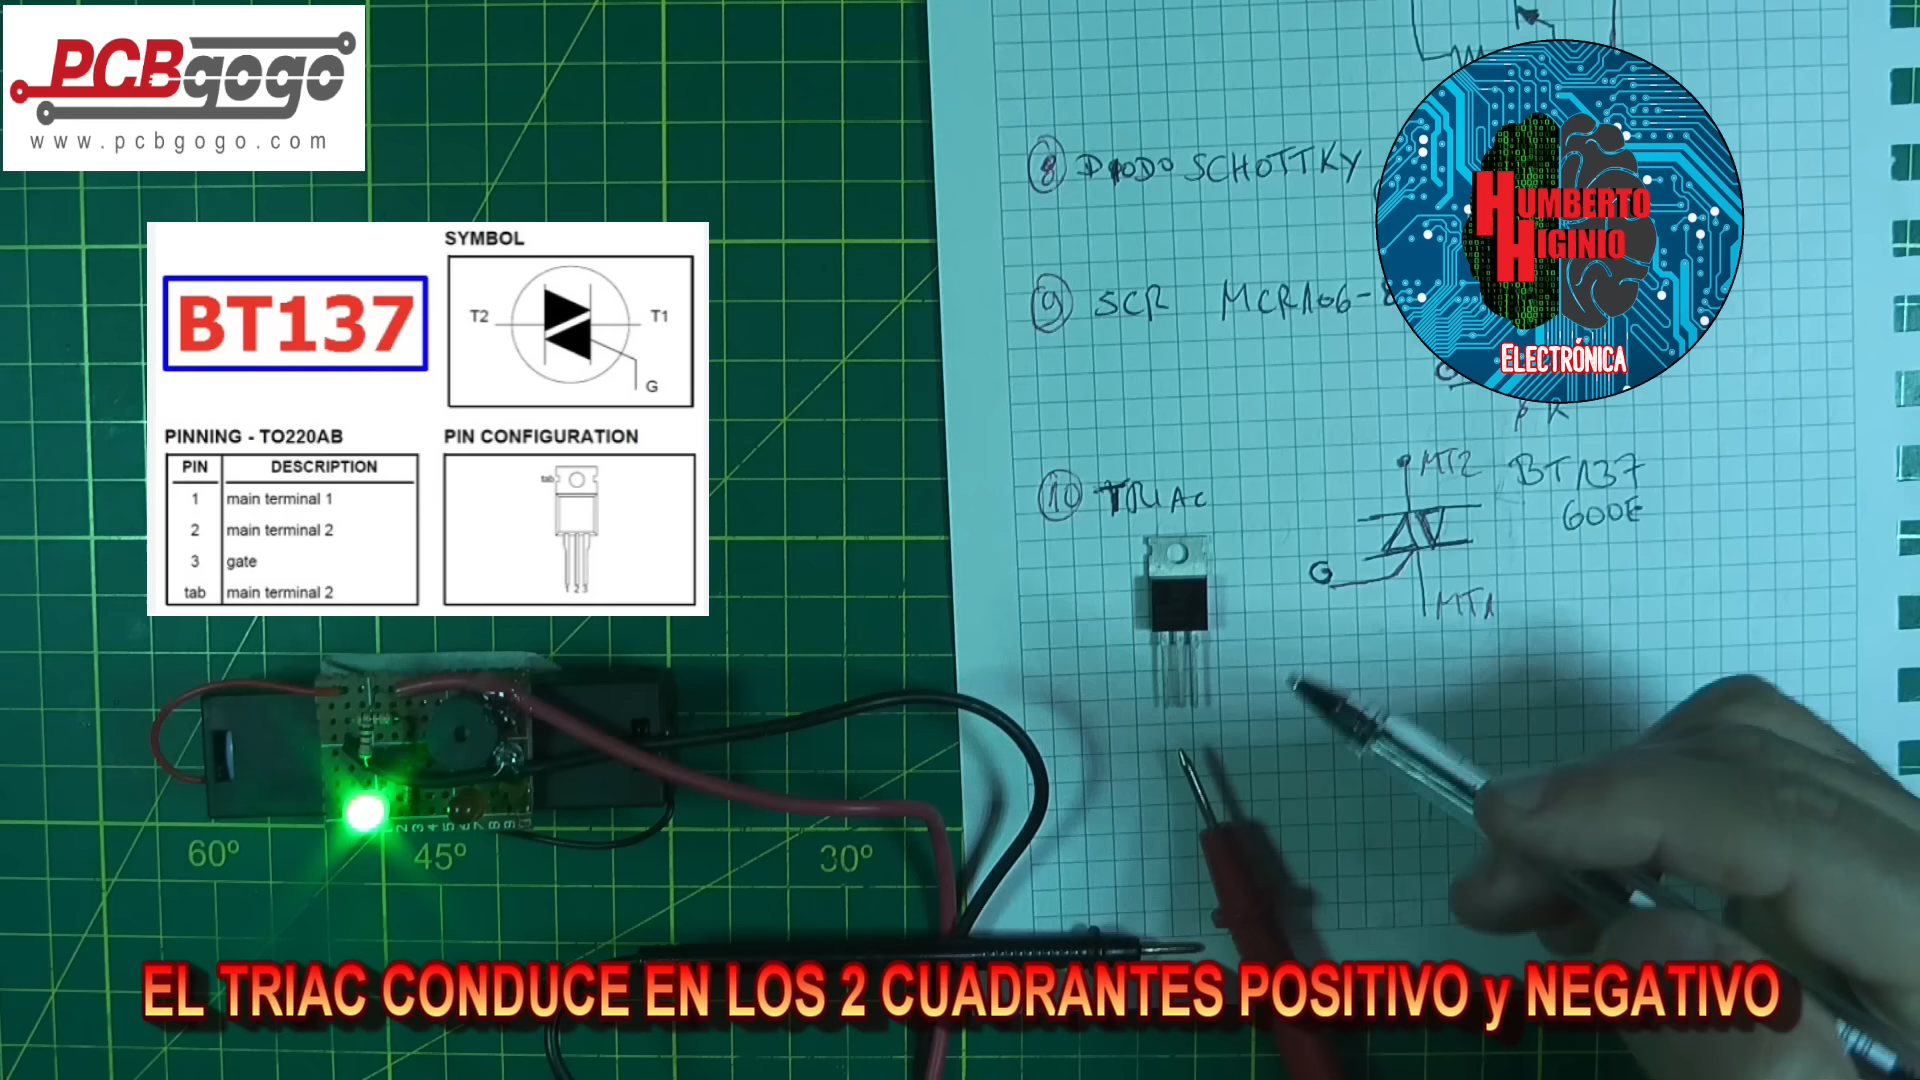 PCBgogo
www.pcbgogo.com
BT137
SYMBOL
T2
T1
G
PINNING - TO220AB
PIN DESCRIPTION
1 main terminal 1
2 main terminal 2
3 gate
tab main terminal 2
PIN CONFIGURATION
tab
1 2 3
8 DIODO SCHOTTKY
9 SCR MCR106-8
G
K
10 TRIAC
MT2
BT137
600E
G
MT1
HUMBERTO
HIGINIO
ELECTRÓNICA
60º
45º
30º
EL TRIAC CONDUCE EN LOS 2 CUADRANTES POSITIVO y NEGATIVO